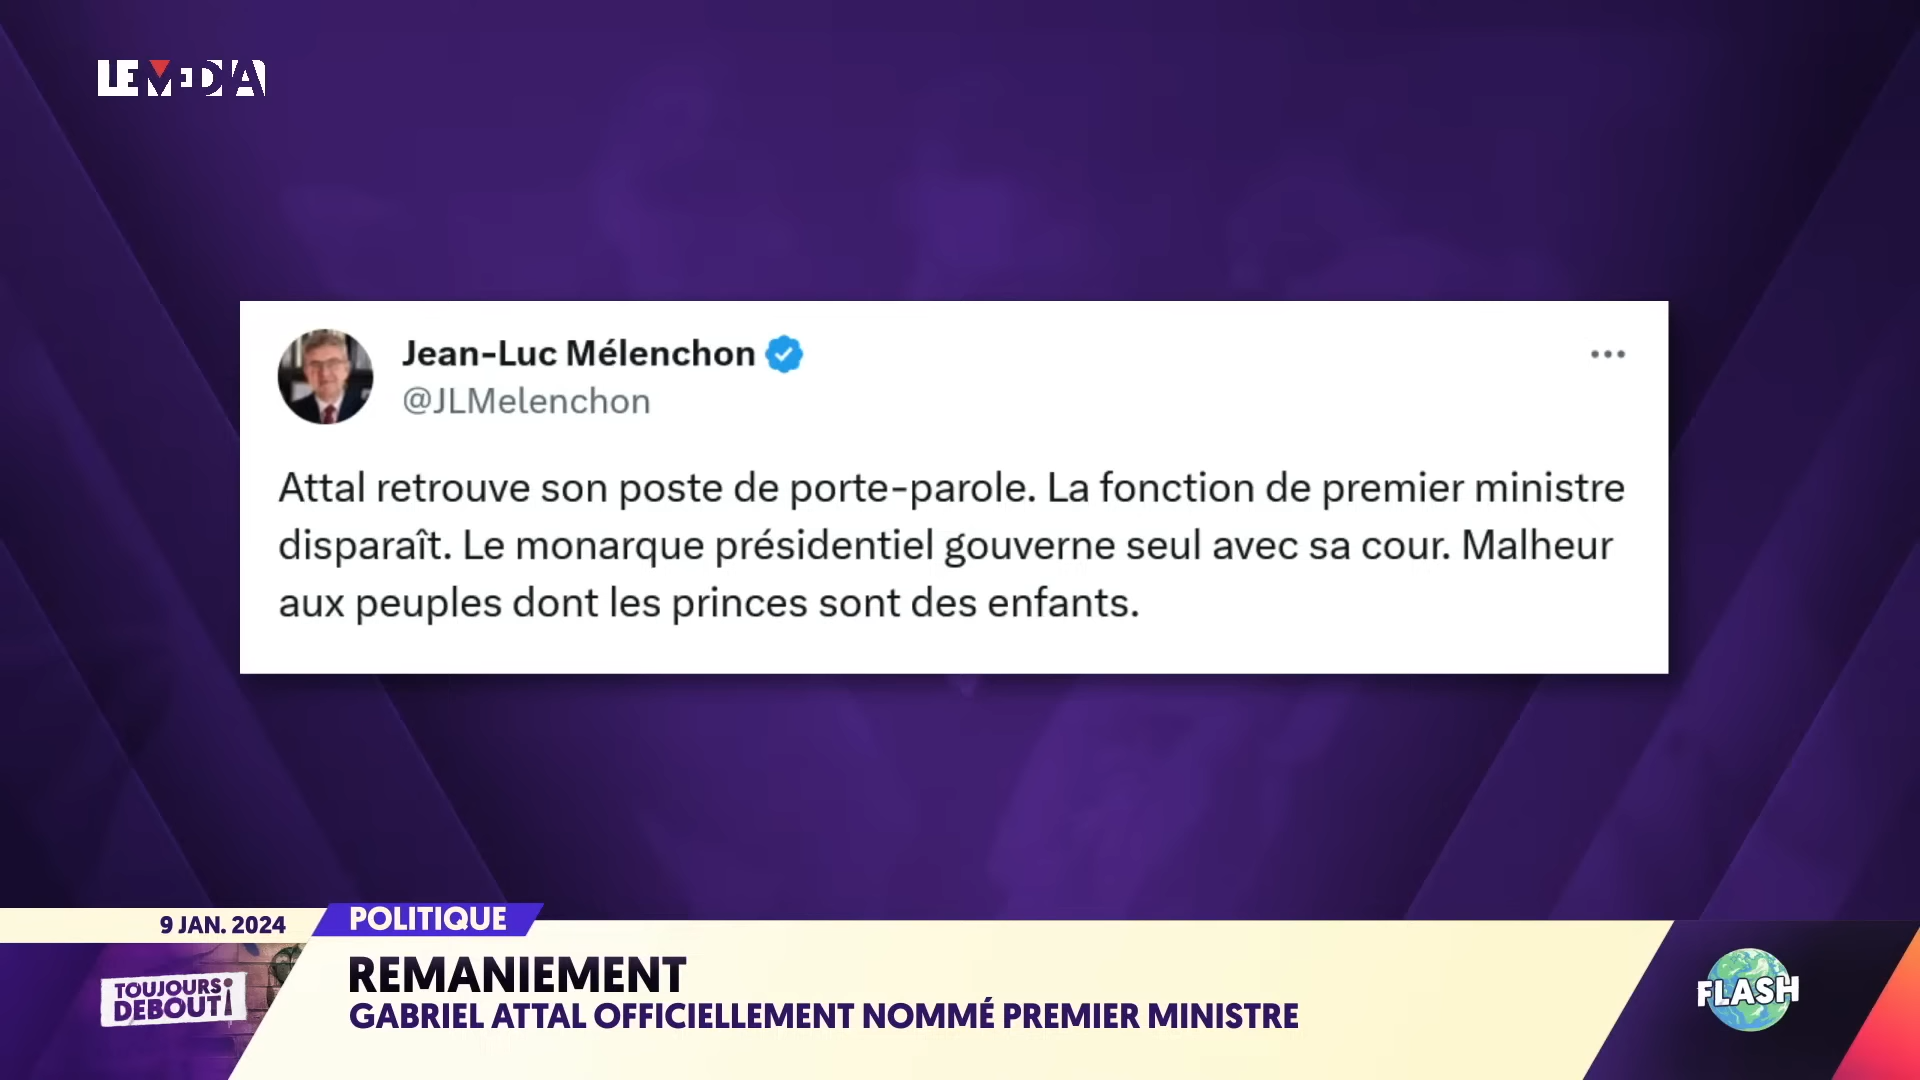 LE MEDIA
Jean-Luc Mélenchon
@JLMelenchon
Attal retrouve son poste de porte-parole. La fonction de premier ministre
disparaît. Le monarque présidentiel gouverne seul avec sa cour. Malheur
aux peuples dont les princes sont des enfants.
9 JAN. 2024
POLITIQUE
TOUJOURS
DEBOUT!
REMANIEMENT
GABRIEL ATTAL OFFICIELLEMENT NOMMÉ PREMIER MINISTRE
FLASH